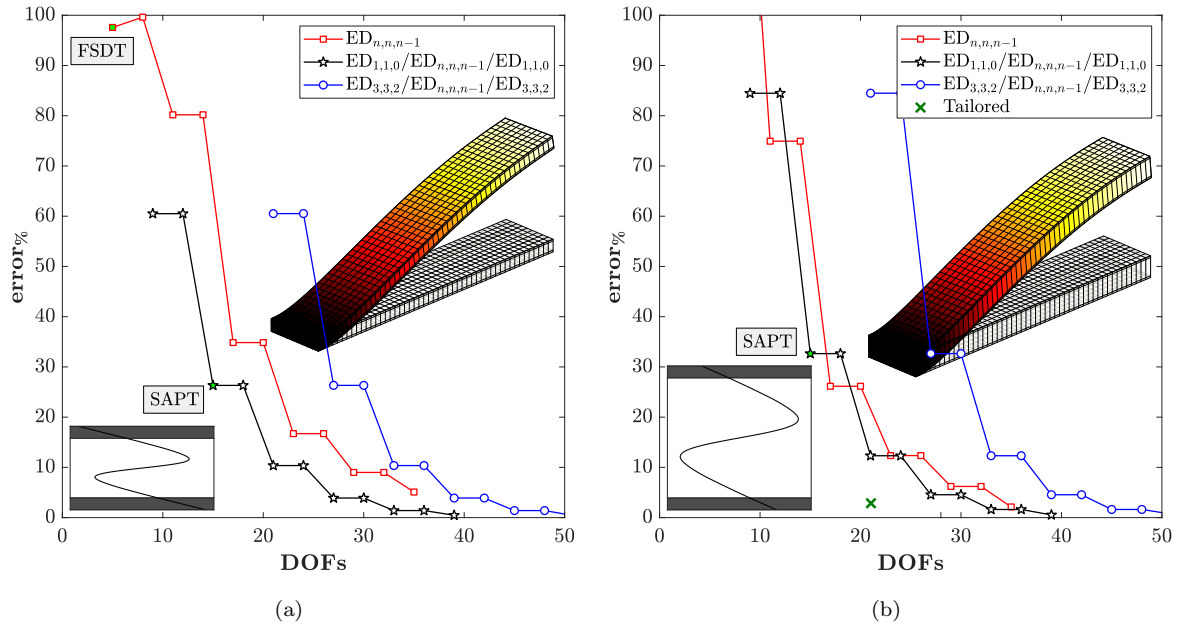 100
90
80
70
60
50
40
30
20
10
0
error%
0 10 20 30 40 50
DOFs
FSDT
SAPT
ED_{n,n,n−1}
ED_{1,1,0}/ED_{n,n,n−1}/ED_{1,1,0}
ED_{3,3,2}/ED_{n,n,n−1}/ED_{3,3,2}
(a)
100
90
80
70
60
50
40
30
20
10
0
error%
0 10 20 30 40 50
DOFs
SAPT
ED_{n,n,n−1}
ED_{1,1,0}/ED_{n,n,n−1}/ED_{1,1,0}
ED_{3,3,2}/ED_{n,n,n−1}/ED_{3,3,2}
Tailored
(b)